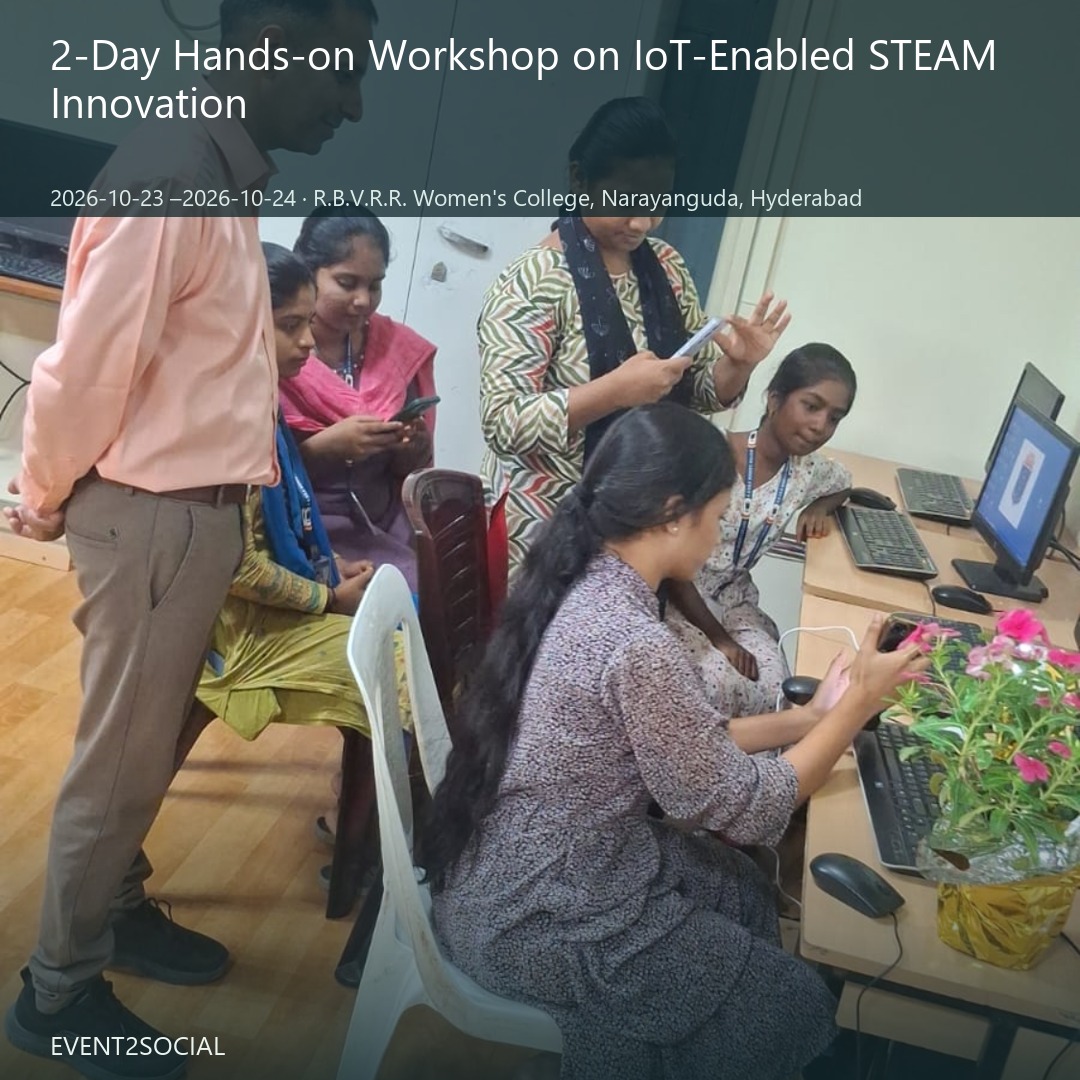 2-Day Hands-on Workshop on IoT-Enabled STEAM
Innovation
2026-10-23 –2026-10-24 · R.B.V.R.R. Women's College, Narayanguda, Hyderabad
EVENT2SOCIAL